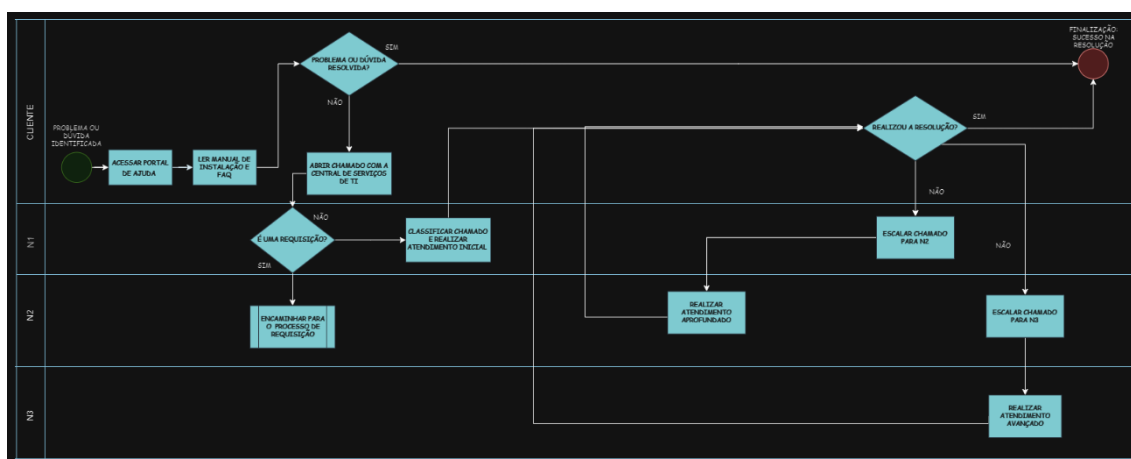 CLIENTE
PROBLEMA OU
DÚVIDA
IDENTIFICADA
ACESSAR PORTAL
DE AJUDA
LER MANUAL DE
INSTALAÇÃO E
FAQ
PROBLEMA OU DÚVIDA
RESOLVIDA?
SIM
NÃO
ABRIR CHAMADO COM A
CENTRAL DE SERVIÇOS
DE TI
REALIZOU A RESOLUÇÃO?
SIM
NÃO
NÃO
FINALIZAÇÃO:
SUCESSO NA
RESOLUÇÃO
N1
É UMA REQUISIÇÃO?
NÃO
SIM
CLASSIFICAR CHAMADO
E REALIZAR
ATENDIMENTO INICIAL
ESCALAR CHAMADO
PARA N2
N2
ENCAMINHAR PARA
O PROCESSO DE
REQUISIÇÃO
REALIZAR
ATENDIMENTO
APROFUNDADO
ESCALAR CHAMADO
PARA N3
N3
REALIZAR
ATENDIMENTO
AVANÇADO